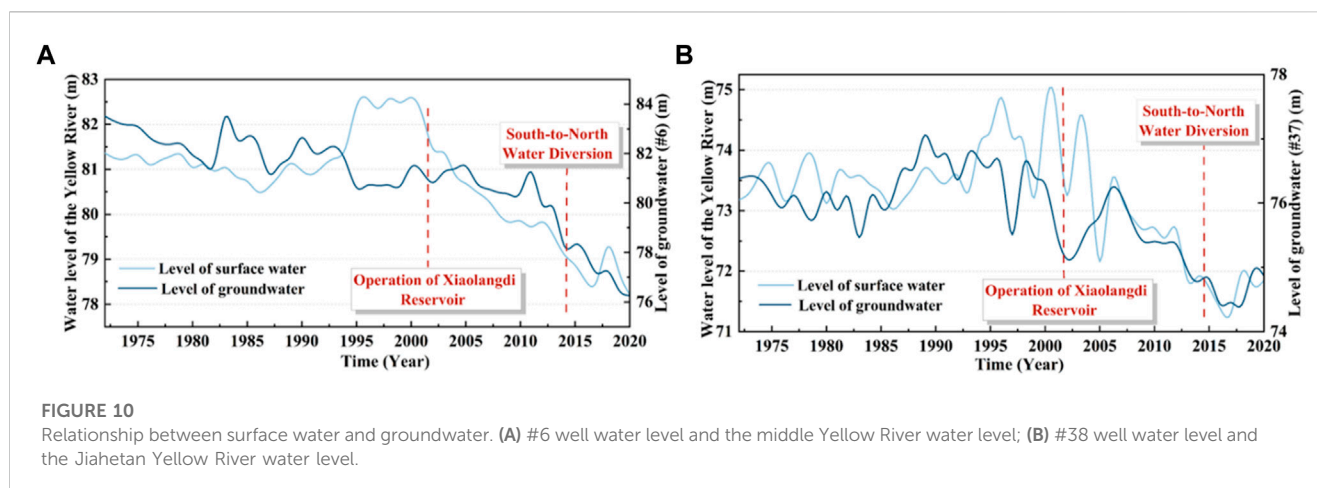 A
Water level of the Yellow River (m)
83
82
81
80
79
78
Level of groundwater (#6) (m)
84
82
80
78
76
South-to-North
Water Diversion
Level of surface water
Level of groundwater
Operation of Xiaolangdi
Reservoir
1975 1980 1985 1990 1995 2000 2005 2010 2015 2020
Time (Year)
B
Water level of the Yellow River (m)
75
74
73
72
71
Level of groundwater (#37) (m)
78
76
74
South-to-North
Water Diversion
Level of surface water
Level of groundwater
Operation of Xiaolangdi
Reservoir
1975 1980 1985 1990 1995 2000 2005 2010 2015 2020
Time (Year)
FIGURE 10
Relationship between surface water and groundwater. (A) #6 well water level and the middle Yellow River water level; (B) #38 well water level and
the Jiahetan Yellow River water level.